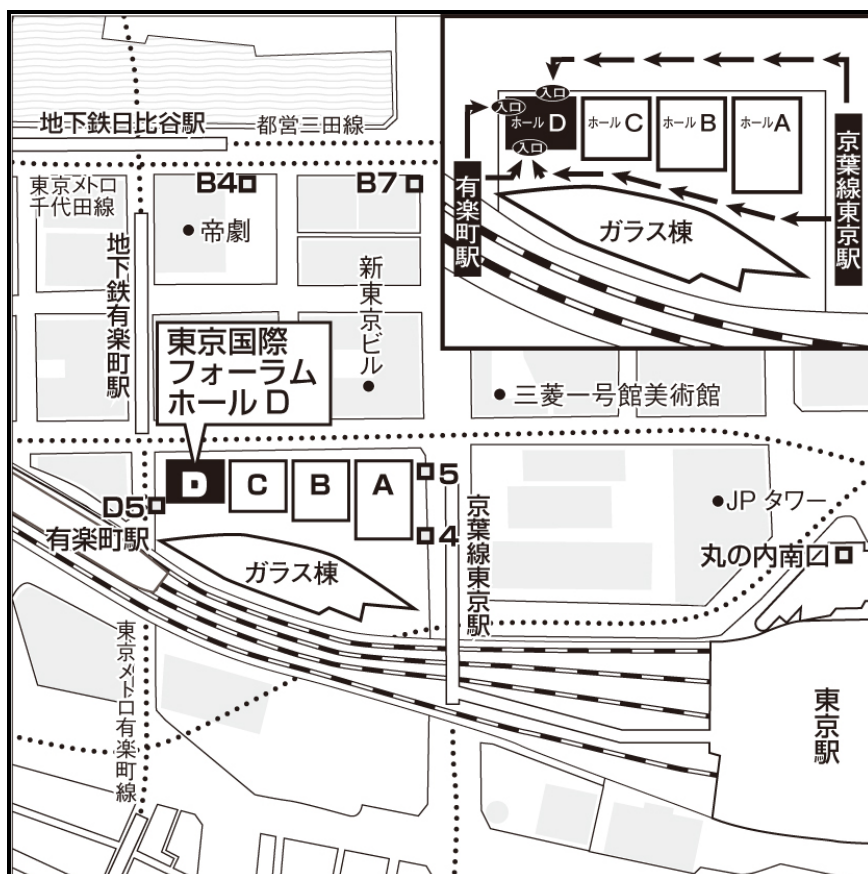 地下鉄日比谷駅
都営三田線
東京メトロ
千代田線
B4
B7
帝劇
地下鉄有楽町駅
新東京ビル
東京国際
フォーラム
ホール D
三菱一号館美術館
D
C
B
A
5
4
D5
有楽町駅
ガラス棟
京葉線東京駅
JP タワー
丸の内南口
東京メトロ有楽町線
東京駅
入口
入口
入口
ホール D
ホール C
ホール B
ホール A
有楽町駅
京葉線東京駅
ガラス棟